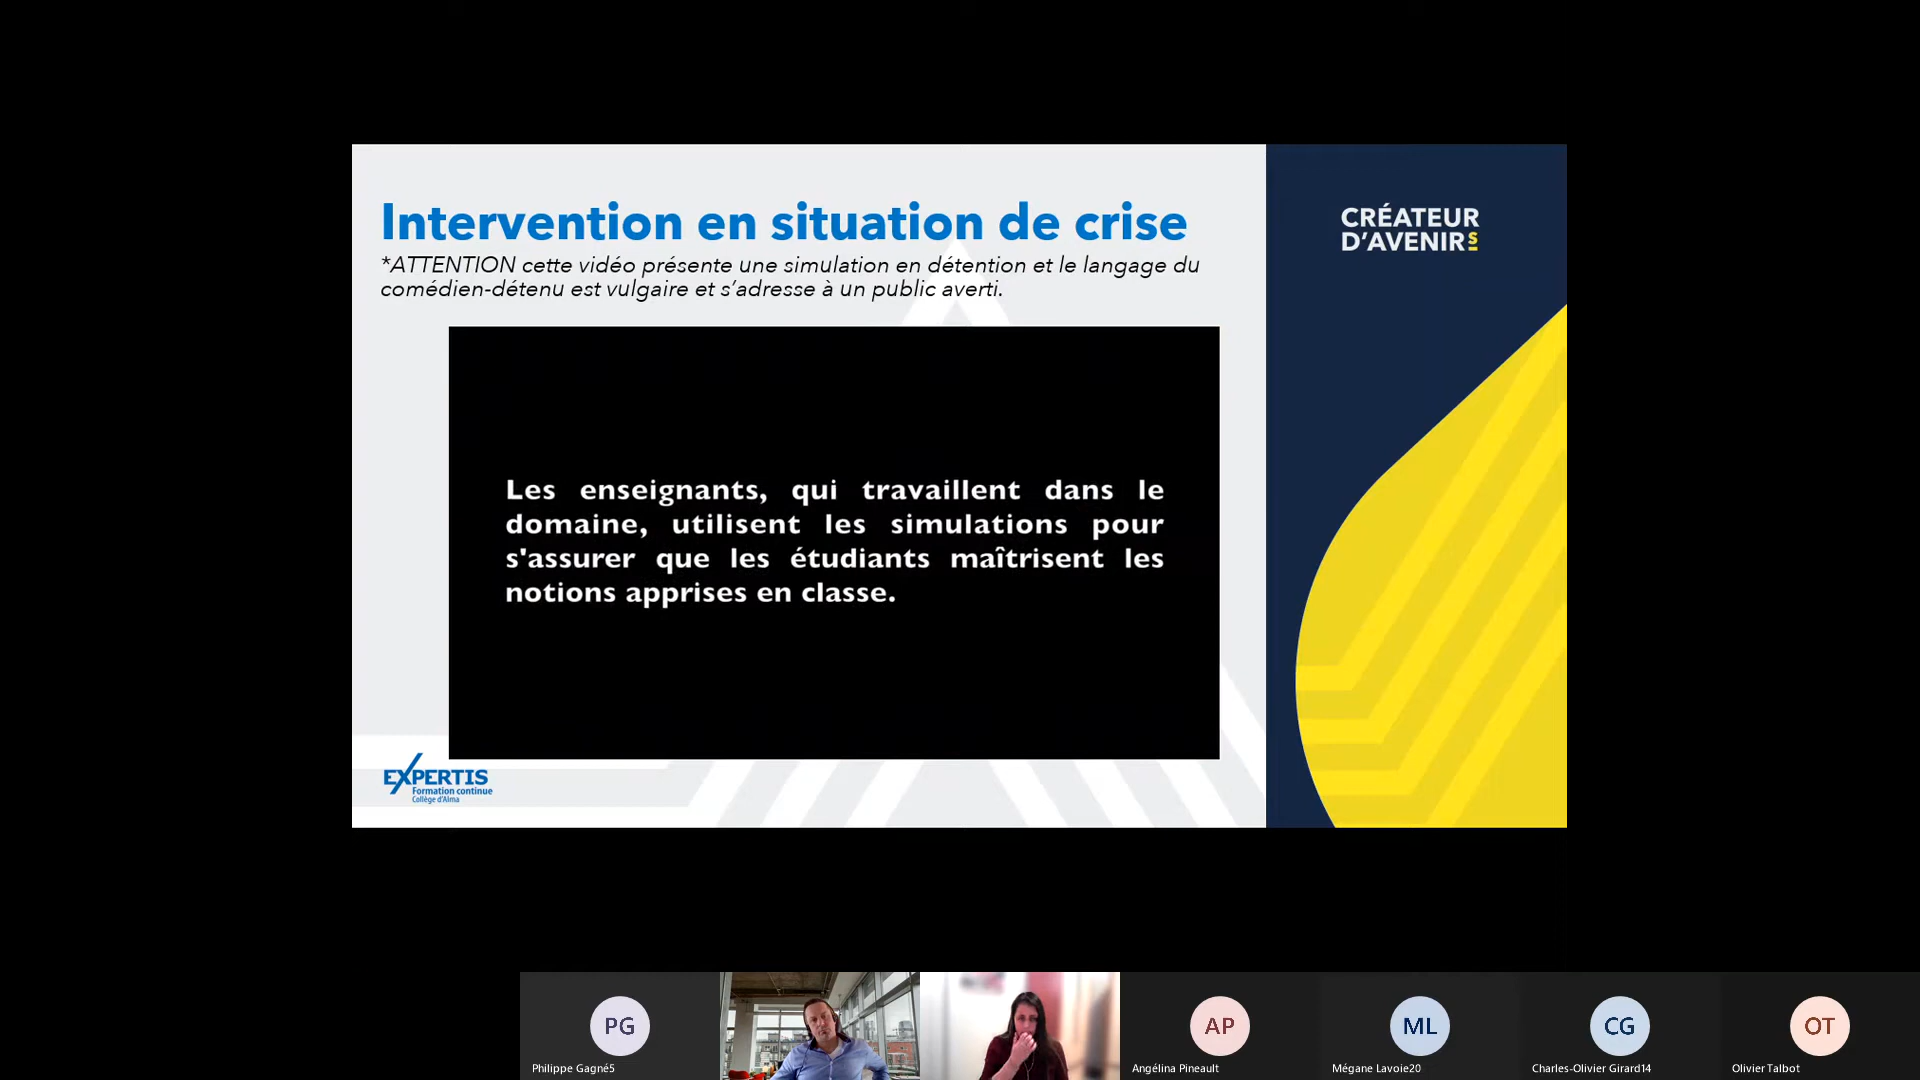 Intervention en situation de crise
*ATTENTION cette vidéo présente une simulation en détention et le langage du
comédien-détenu est vulgaire et s’adresse à un public averti.
CRÉATEUR
D’AVENIRS
Les enseignants, qui travaillent dans le
domaine, utilisent les simulations pour
s'assurer que les étudiants maîtrisent les
notions apprises en classe.
EXPERTIS
Formation continue
Collège d'Alma
PG
AP
ML
CG
OT
Philippe Gagné5
Angélina Pineault
Mégane Lavoie20
Charles-Olivier Girard14
Olivier Talbot